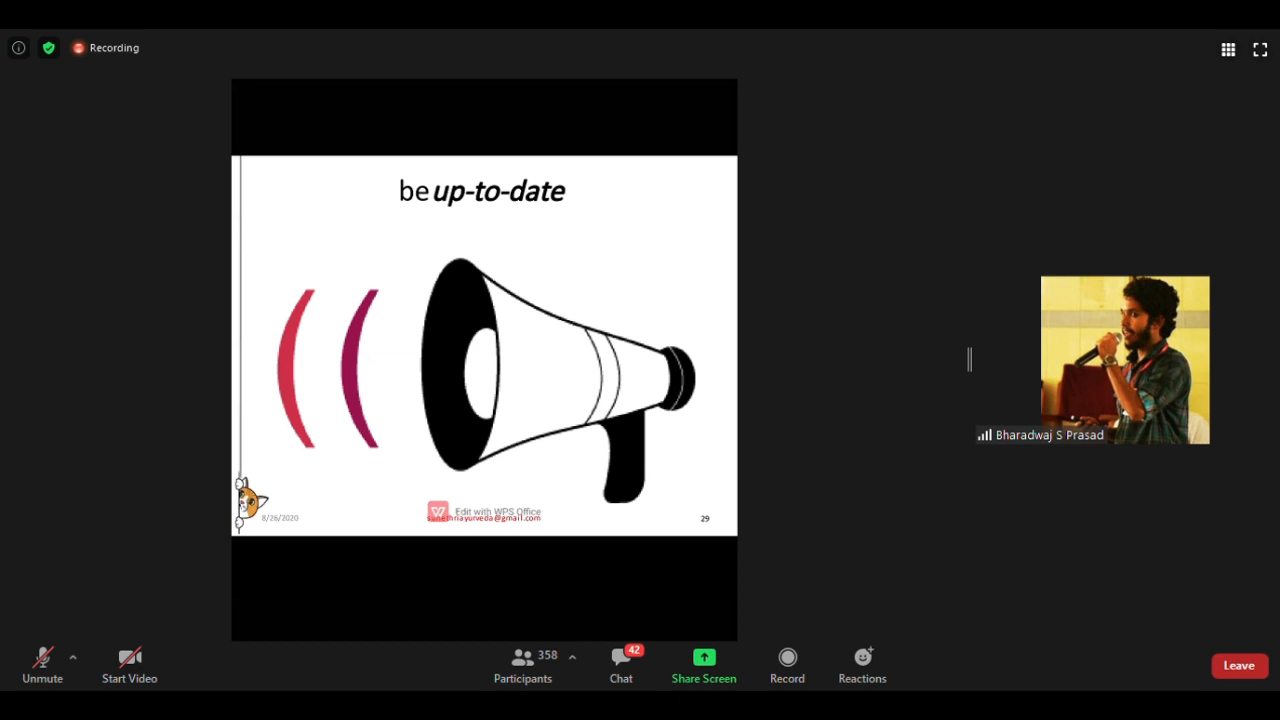 Recording
be up-to-date
Edit with WPS Office
8/26/2020
29
Bharadwaj S Prasad
Unmute
Start Video
358
Participants
42
Chat
Share Screen
Record
Reactions
Leave